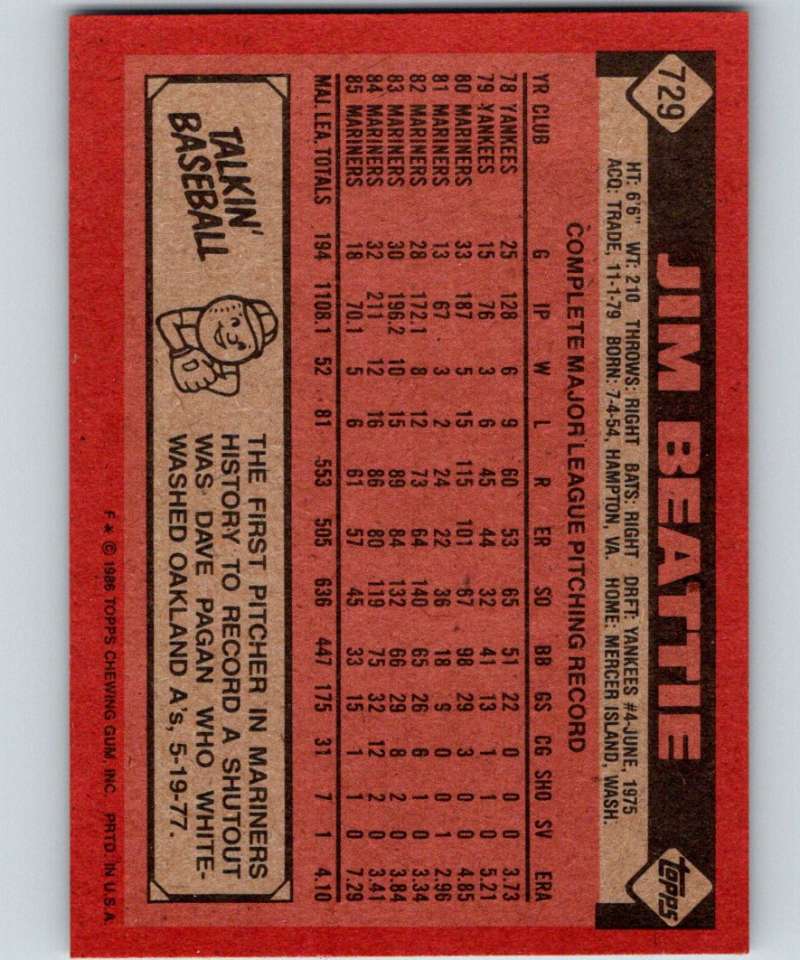 729
JIM BEATTIE
topps
HT: 6'6" WT: 210 THROWS: RIGHT BATS: RIGHT DRFT: YANKEES #4-JUNE, 1975
ACQ: TRADE, 11-1-79 BORN: 7-4-54, HAMPTON, VA. HOME: MERCER ISLAND, WASH.
COMPLETE MAJOR LEAGUE PITCHING RECORD
YR CLUB G IP W L R ER SO BB GS CG SHO SV ERA
78 YANKEES 25 128 6 9 60 53 65 51 22 0 0 0 3.73
79 YANKEES 15 76 3 6 45 44 32 41 13 1 1 0 5.21
80 MARINERS 33 187 5 15 115 101 67 98 29 3 0 0 4.85
81 MARINERS 13 67 3 2 24 22 36 18 9 0 0 1 2.96
82 MARINERS 28 172.1 8 12 73 64 140 65 26 6 1 0 3.34
83 MARINERS 30 196.2 10 15 89 84 132 66 29 8 2 0 3.84
84 MARINERS 32 211 12 16 86 80 119 75 32 12 2 0 3.41
85 MARINERS 18 70.1 5 6 61 57 45 33 15 1 1 0 7.29
MAJ. LEA. TOTALS 194 1108.1 52 81 553 505 636 447 175 31 7 1 4.10
TALKIN'
BASEBALL
THE FIRST PITCHER IN MARINERS
HISTORY TO RECORD A SHUTOUT
WAS DAVE PAGAN WHO WHITE-
WASHED OAKLAND A's, 5-19-77.
F * © 1986 TOPPS CHEWING GUM, INC. PRTD. IN U.S.A.